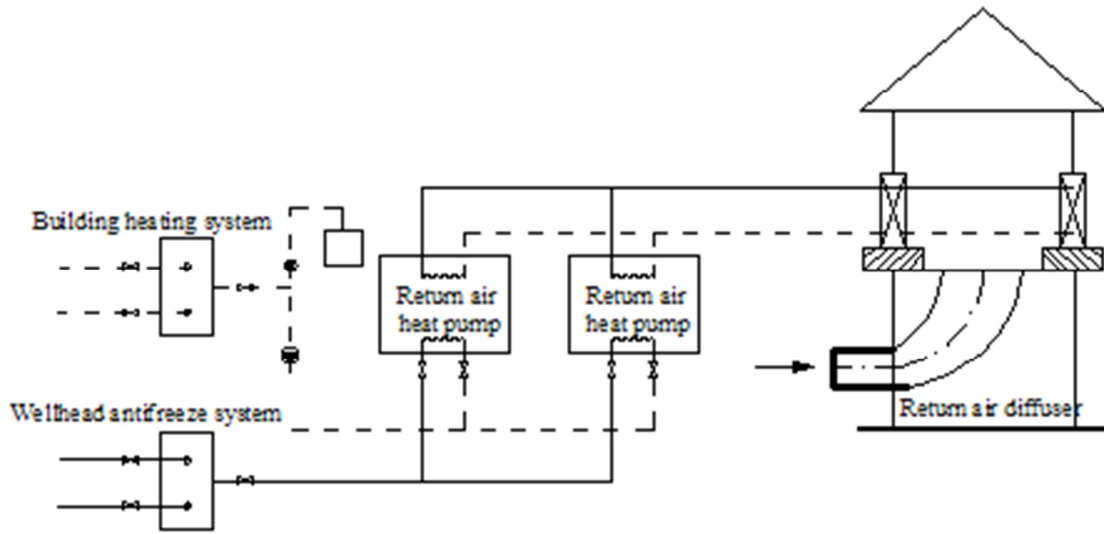 Building heating system
Return air
heat pump
Return air
heat pump
Wellhead antifreeze system
Return air diffuser